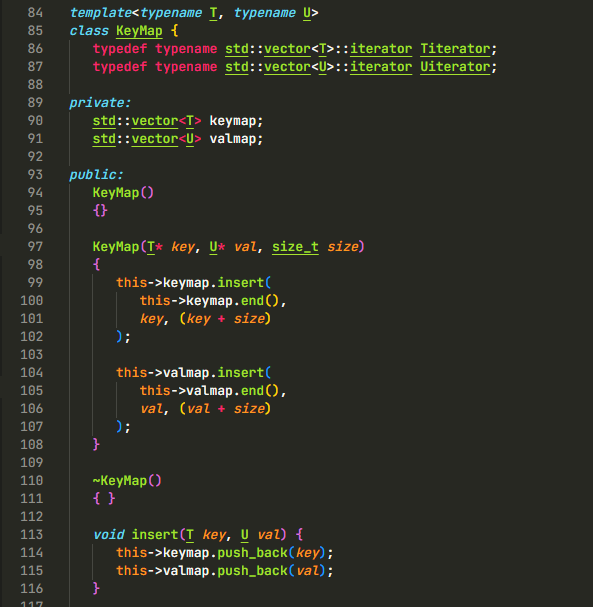 84 template<typename T, typename U>
85 class KeyMap {
86 typedef typename std::vector<T>::iterator Titerator;
87 typedef typename std::vector<U>::iterator Uiterator;
88
89 private:
90 std::vector<T> keymap;
91 std::vector<U> valmap;
92
93 public:
94 KeyMap()
95 {}
96
97 KeyMap(T* key, U* val, size_t size)
98 {
99 this->keymap.insert(
100 this->keymap.end(),
101 key, (key + size)
102 );
103
104 this->valmap.insert(
105 this->valmap.end(),
106 val, (val + size)
107 );
108 }
109
110 ~KeyMap()
111 { }
112
113 void insert(T key, U val) {
114 this->keymap.push_back(key);
115 this->valmap.push_back(val);
116 }
117